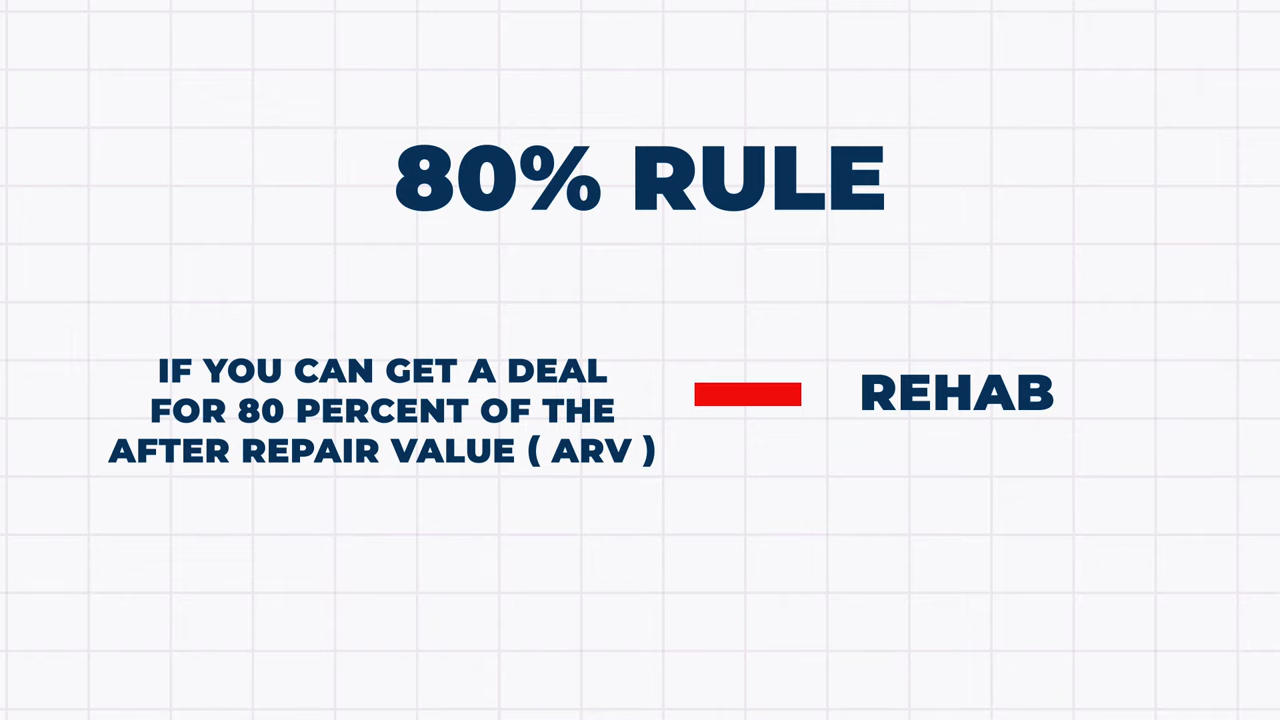 80% RULE
IF YOU CAN GET A DEAL
FOR 80 PERCENT OF THE
AFTER REPAIR VALUE ( ARV )
REHAB